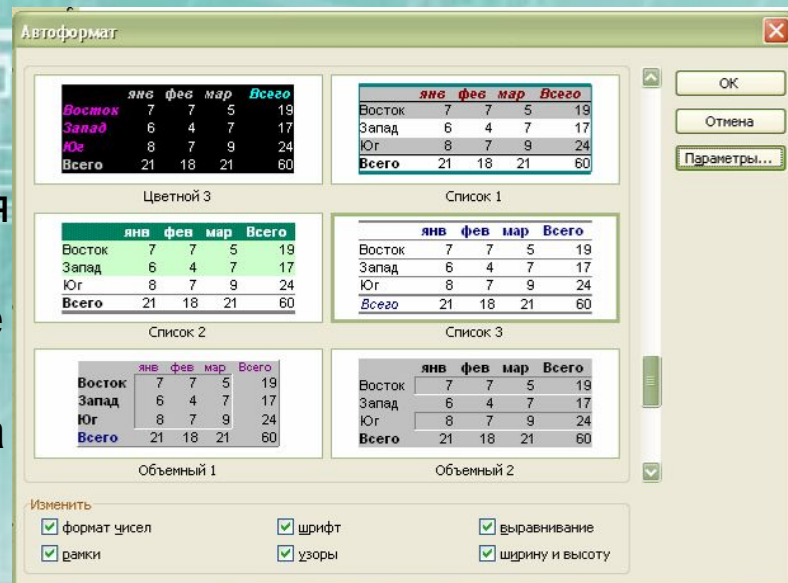 Автоформат
янв фев мар Всего
Восток 7 7 5 19
Запад 6 4 7 17
Юг 8 7 9 24
Всего 21 18 21 60
Цветной 3
янв фев мар Всего
Восток 7 7 5 19
Запад 6 4 7 17
Юг 8 7 9 24
Всего 21 18 21 60
Список 1
OK
Отмена
Параметры...
я
янв фев мар Всего
Восток 7 7 5 19
Запад 6 4 7 17
Юг 8 7 9 24
Всего 21 18 21 60
Список 2
янв фев мар Всего
Восток 7 7 5 19
Запад 6 4 7 17
Юг 8 7 9 24
Всего 21 18 21 60
Список 3
е
янв фев мар Всего
Восток 7 7 5 19
Запад 6 4 7 17
Юг 8 7 9 24
Всего 21 18 21 60
Объемный 1
янв фев мар Всего
Восток 7 7 5 19
Запад 6 4 7 17
Юг 8 7 9 24
Всего 21 18 21 60
Объемный 2
Изменить
формат чисел шрифт выравнивание
рамки узоры ширину и высоту